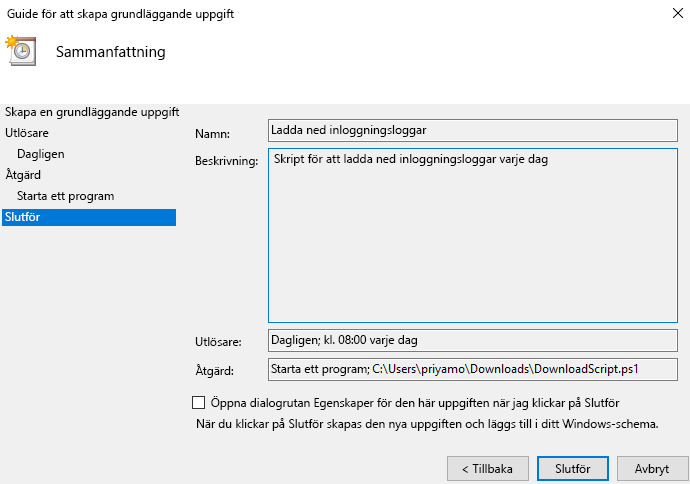 Guide för att skapa grundläggande uppgift
Sammanfattning
Skapa en grundläggande uppgift
Utlösare
Dagligen
Åtgärd
Starta ett program
Slutför
Namn: Ladda ned inloggningsloggar
Beskrivning: Skript för att ladda ned inloggningsloggar varje dag
Utlösare: Dagligen; kl. 08:00 varje dag
Åtgärd: Starta ett program; C:\Users\priyamo\Downloads\DownloadScript.ps1
Öppna dialogrutan Egenskaper för den här uppgiften när jag klickar på Slutför
När du klickar på Slutför skapas den nya uppgiften och läggs till i ditt Windows-schema.
< Tillbaka Slutför Avbryt